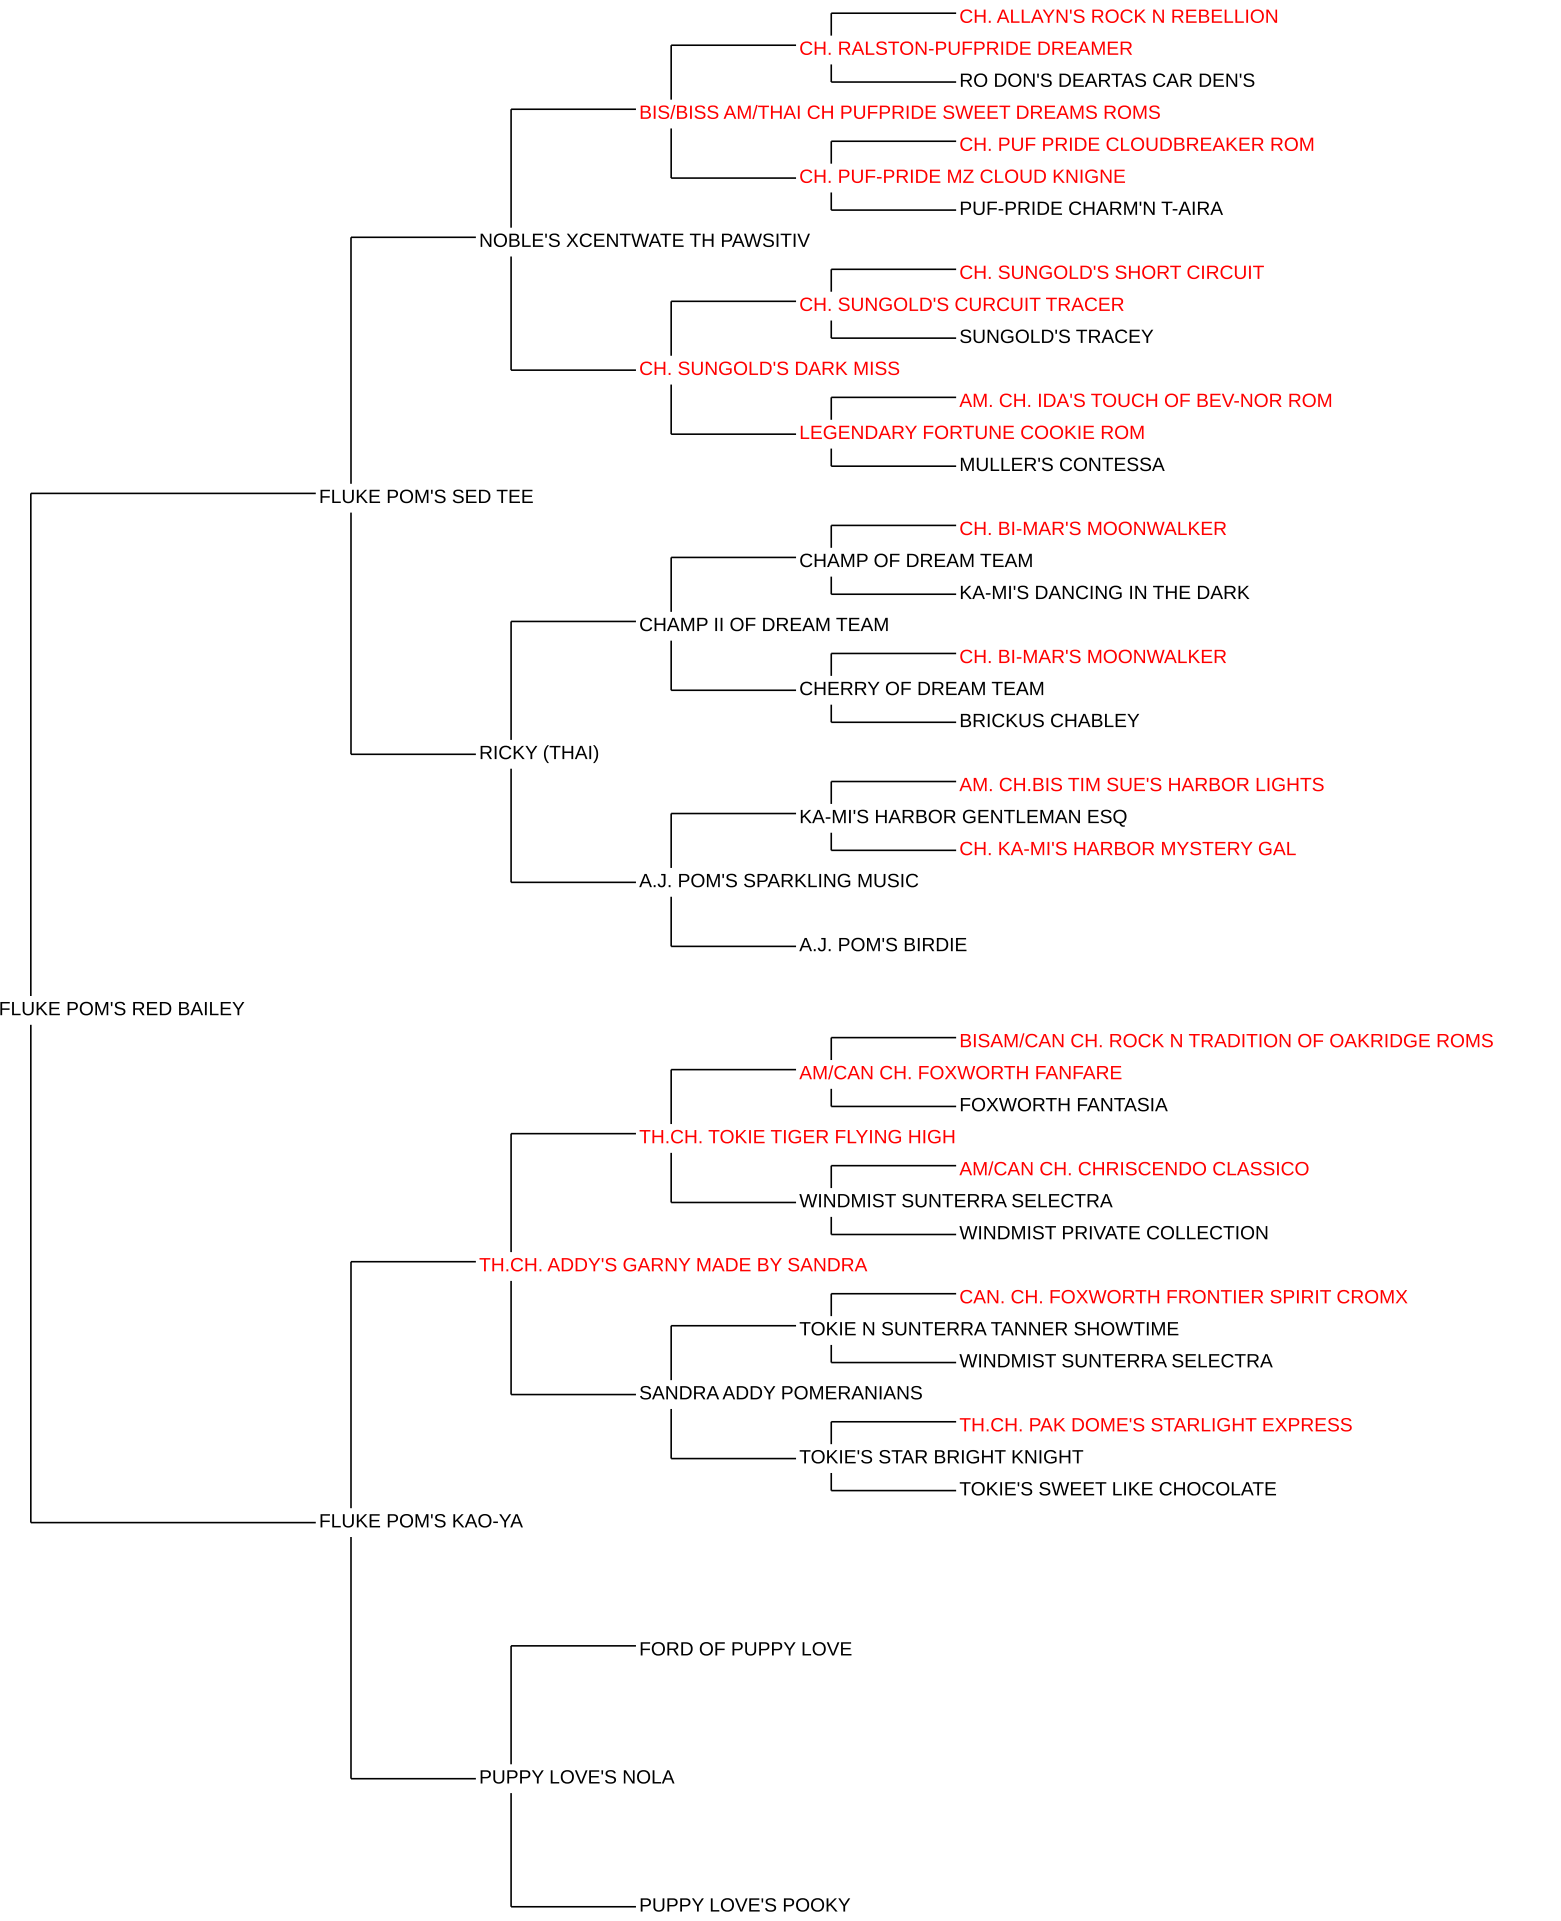 CH. ALLAYN'S ROCK N REBELLION
CH. RALSTON-PUFPRIDE DREAMER
RO DON'S DEARTAS CAR DEN'S
BIS/BISS AM/THAI CH PUFPRIDE SWEET DREAMS ROMS
CH. PUF PRIDE CLOUDBREAKER ROM
CH. PUF-PRIDE MZ CLOUD KNIGNE
PUF-PRIDE CHARM'N T-AIRA
NOBLE'S XCENTWATE TH PAWSITIV
CH. SUNGOLD'S SHORT CIRCUIT
CH. SUNGOLD'S CURCUIT TRACER
SUNGOLD'S TRACEY
CH. SUNGOLD'S DARK MISS
AM. CH. IDA'S TOUCH OF BEV-NOR ROM
LEGENDARY FORTUNE COOKIE ROM
MULLER'S CONTESSA
FLUKE POM'S SED TEE
CH. BI-MAR'S MOONWALKER
CHAMP OF DREAM TEAM
KA-MI'S DANCING IN THE DARK
CHAMP II OF DREAM TEAM
CH. BI-MAR'S MOONWALKER
CHERRY OF DREAM TEAM
BRICKUS CHABLEY
RICKY (THAI)
AM. CH.BIS TIM SUE'S HARBOR LIGHTS
KA-MI'S HARBOR GENTLEMAN ESQ
CH. KA-MI'S HARBOR MYSTERY GAL
A.J. POM'S SPARKLING MUSIC
A.J. POM'S BIRDIE
FLUKE POM'S RED BAILEY
BISAM/CAN CH. ROCK N TRADITION OF OAKRIDGE ROMS
AM/CAN CH. FOXWORTH FANFARE
FOXWORTH FANTASIA
TH.CH. TOKIE TIGER FLYING HIGH
AM/CAN CH. CHRISCENDO CLASSICO
WINDMIST SUNTERRA SELECTRA
WINDMIST PRIVATE COLLECTION
TH.CH. ADDY'S GARNY MADE BY SANDRA
CAN. CH. FOXWORTH FRONTIER SPIRIT CROMX
TOKIE N SUNTERRA TANNER SHOWTIME
WINDMIST SUNTERRA SELECTRA
SANDRA ADDY POMERANIANS
TH.CH. PAK DOME'S STARLIGHT EXPRESS
TOKIE'S STAR BRIGHT KNIGHT
TOKIE'S SWEET LIKE CHOCOLATE
FLUKE POM'S KAO-YA
FORD OF PUPPY LOVE
PUPPY LOVE'S NOLA
PUPPY LOVE'S POOKY